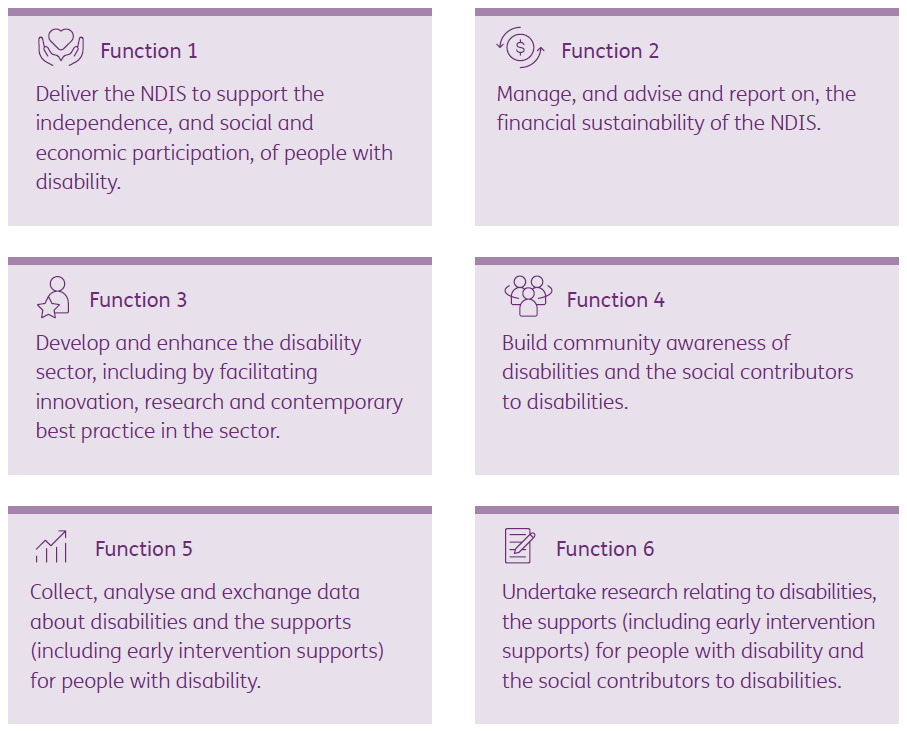 Function 1
Deliver the NDIS to support the
independence, and social and
economic participation, of people with
disability.
$
Function 2
Manage, and advise and report on, the
financial sustainability of the NDIS.
Function 3
Develop and enhance the disability
sector, including by facilitating
innovation, research and contemporary
best practice in the sector.
Function 4
Build community awareness of
disabilities and the social contributors
to disabilities.
Function 5
Collect, analyse and exchange data
about disabilities and the supports
(including early intervention supports)
for people with disability.
Function 6
Undertake research relating to disabilities,
the supports (including early intervention
supports) for people with disability and
the social contributors to disabilities.